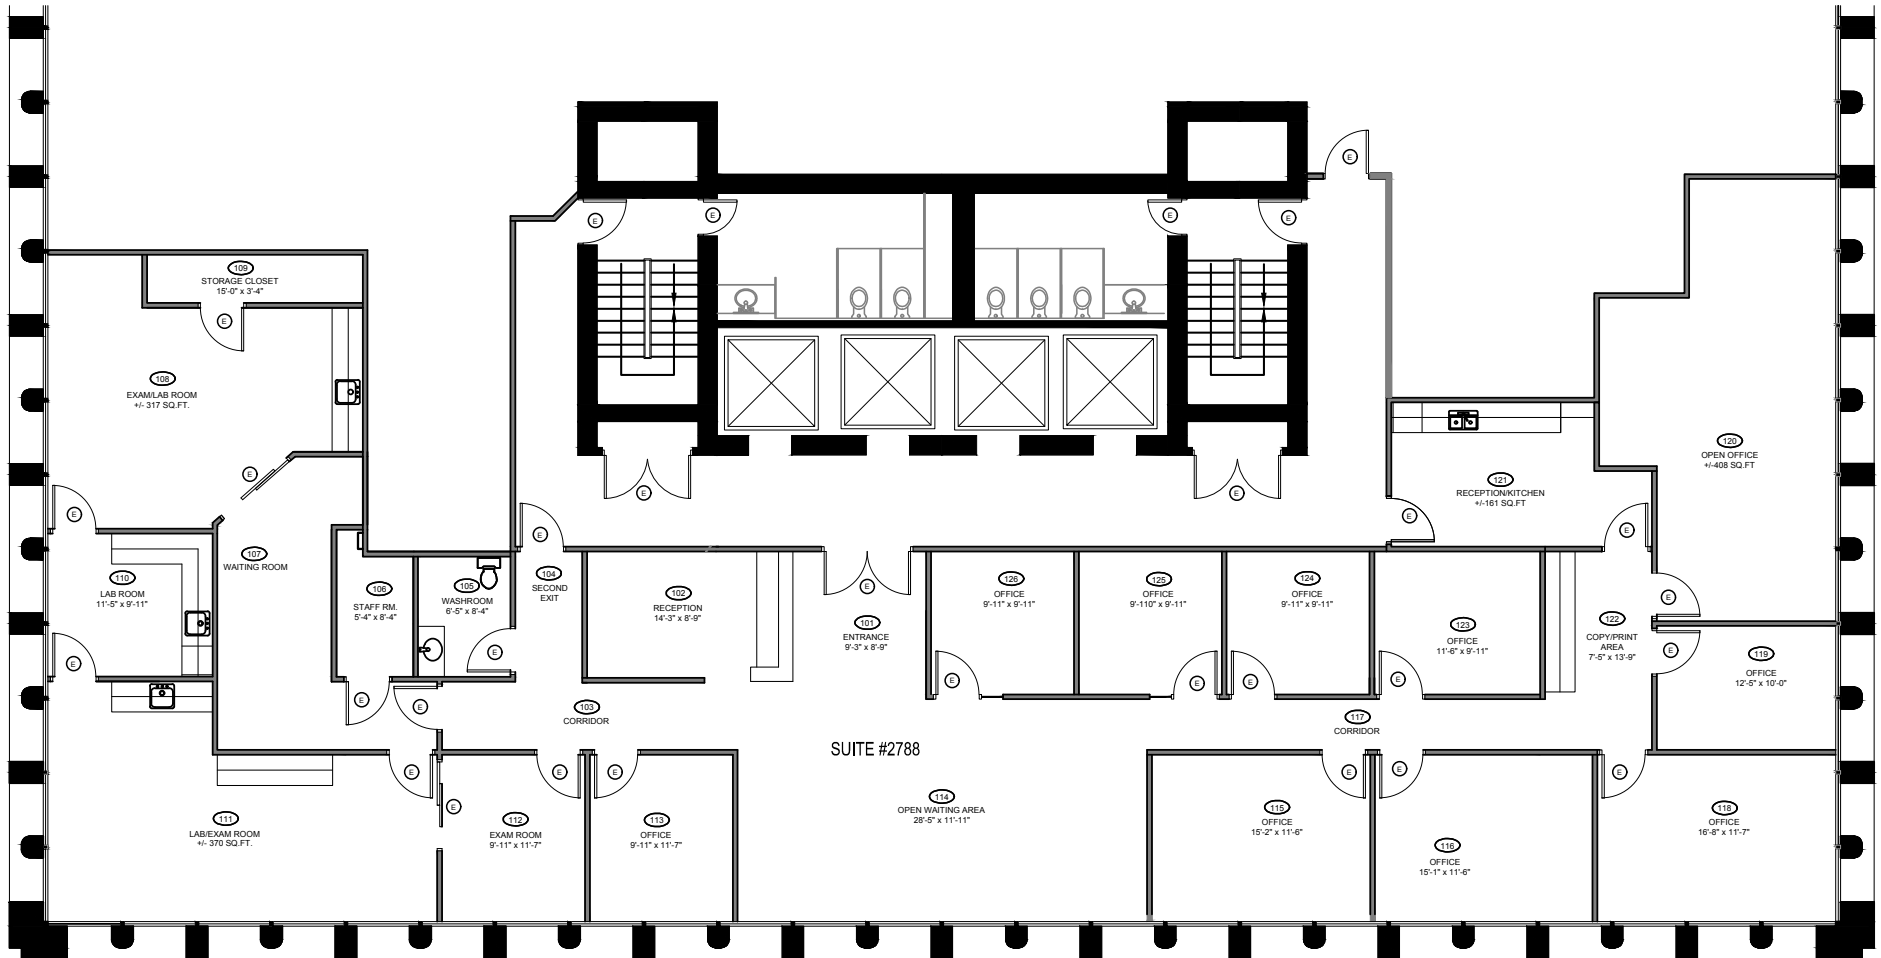 E
E
E
E
E
109
STORAGE CLOSET
15'-0" x 3'-4"
E
108
EXAM/LAB ROOM
+/- 317 SQ.FT.
E
E
E
E
E
120
OPEN OFFICE
+/-408 SQ.FT
121
RECEPTION/KITCHEN
+/-161 SQ.FT
E
E
E
107
WAITING ROOM
110
LAB ROOM
11'-5" x 9'-11"
E
106
STAFF RM.
5'-4" x 8'-4"
105
WASHROOM
6'-5" x 8'-4"
E
104
SECOND
EXIT
102
RECEPTION
14'-3" x 8'-9"
E
101
ENTRANCE
9'-3" x 8'-9"
126
OFFICE
9'-11" x 9'-11"
125
OFFICE
9'-110" x 9'-11"
124
OFFICE
9'-11" x 9'-11"
123
OFFICE
11'-6" x 9'-11"
122
COPY/PRINT
AREA
7'-5" x 13'-9"
E
E
119
OFFICE
12'-5" x 10'-0"
E
E
E
E
E
E
103
CORRIDOR
117
CORRIDOR
SUITE #2788
E
E
E
E
E
E
E
111
LAB/EXAM ROOM
+/- 370 SQ.FT.
112
EXAM ROOM
9'-11" x 11'-7"
113
OFFICE
9'-11" x 11'-7"
114
OPEN WAITING AREA
28'-5" x 11'-11"
115
OFFICE
15'-2" x 11'-6"
116
OFFICE
15'-1" x 11'-6"
118
OFFICE
16'-8" x 11'-7"